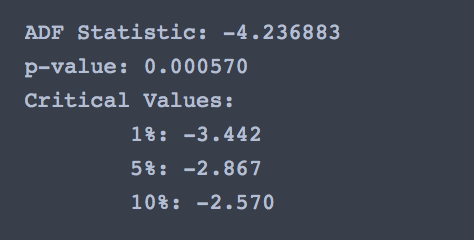 ADF Statistic: -4.236883
p-value: 0.000570
Critical Values:
1%: -3.442
5%: -2.867
10%: -2.570